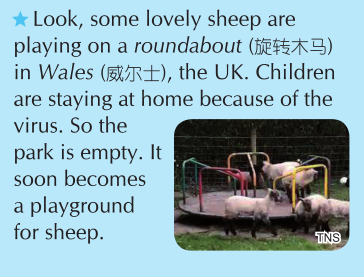 ★ Look, some lovely sheep are
playing on a roundabout (旋转木马)
in Wales (威尔士), the UK. Children
are staying at home because of the
virus. So the
park is empty. It
soon becomes
a playground
for sheep.
TNS